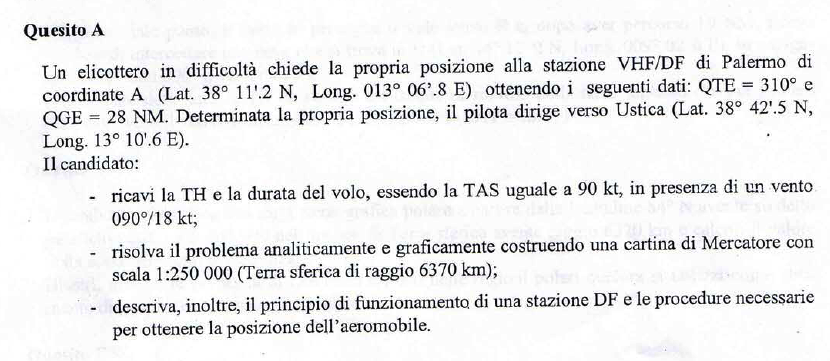 Quesito A
Un elicottero in difficoltà chiede la propria posizione alla stazione VHF/DF di Palermo di
coordinate A (Lat. 38° 11'.2 N, Long. 013° 06'.8 E) ottenendo i seguenti dati: QTE = 310° e
QGE = 28 NM. Determinata la propria posizione, il pilota dirige verso Ustica (Lat. 38° 42'.5 N,
Long. 13° 10'.6 E).
Il candidato:
- ricavi la TH e la durata del volo, essendo la TAS uguale a 90 kt, in presenza di un vento
090°/18 kt;
- risolva il problema analiticamente e graficamente costruendo una cartina di Mercatore con
scala 1:250 000 (Terra sferica di raggio 6370 km);
- descriva, inoltre, il principio di funzionamento di una stazione DF e le procedure necessarie
per ottenere la posizione dell'aeromobile.